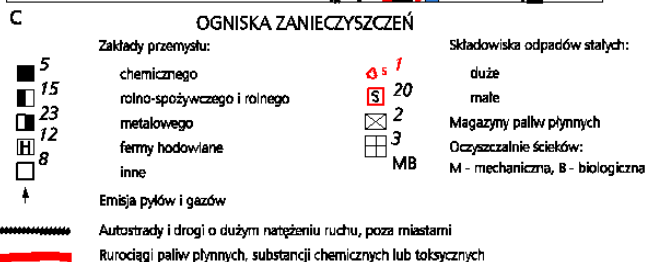 C
OGNISKA ZANIECZYSZCZEŃ
Zakłady przemysłu:
5 chemicznego
15 rolno-spożywczego i rolnego
23 metalowego
H 12 fermy hodowlane
8 inne
Emisja pyłów i gazów
Autostrady i drogi o dużym natężeniu ruchu, poza miastami
Rurociągi paliw płynnych, substancji chemicznych lub toksycznych
Składowiska odpadów stałych:
S 1 duże
S 20 małe
2 Magazyny paliw płynnych
3 Oczyszczalnie ścieków:
MB M - mechaniczna, B - biologiczna